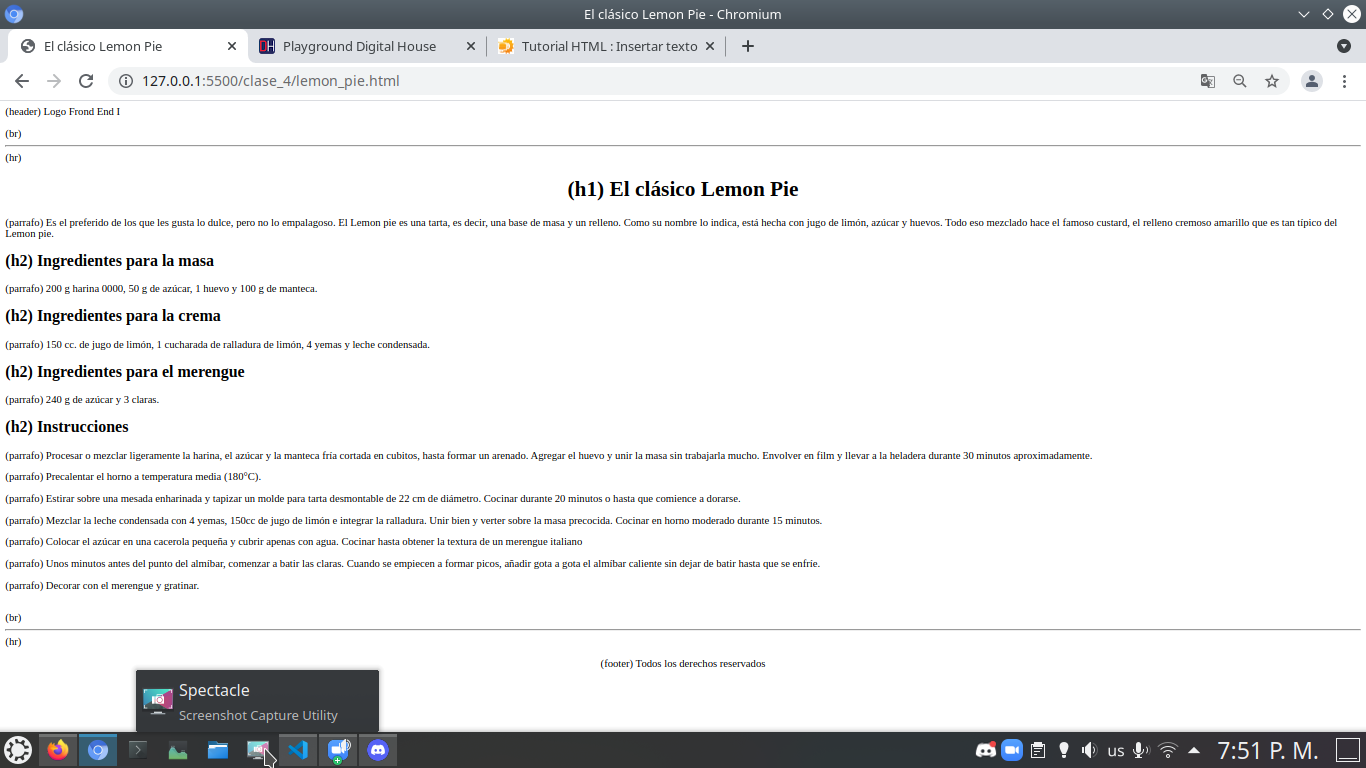 El clásico Lemon Pie - Chromium
El clásico Lemon Pie
Playground Digital House
Tutorial HTML : Insertar texto
127.0.0.1:5500/clase_4/lemon_pie.html
(header) Logo Frond End I
(br)
(hr)
(h1) El clásico Lemon Pie
(parrafo) Es el preferido de los que les gusta lo dulce, pero no lo empalagoso. El Lemon pie es una tarta, es decir, una base de masa y un relleno. Como su nombre lo indica, está hecha con jugo de limón, azúcar y huevos. Todo eso mezclado hace el famoso custard, el relleno cremoso amarillo que es tan típico del
Lemon pie.
(h2) Ingredientes para la masa
(parrafo) 200 g harina 0000, 50 g de azúcar, 1 huevo y 100 g de manteca.
(h2) Ingredientes para la crema
(parrafo) 150 cc. de jugo de limón, 1 cucharada de ralladura de limón, 4 yemas y leche condensada.
(h2) Ingredientes para el merengue
(parrafo) 240 g de azúcar y 3 claras.
(h2) Instrucciones
(parrafo) Procesar o mezclar ligeramente la harina, el azúcar y la manteca fría cortada en cubitos, hasta formar un arenado. Agregar el huevo y unir la masa sin trabajarla mucho. Envolver en film y llevar a la heladera durante 30 minutos aproximadamente.
(parrafo) Precalentar el horno a temperatura media (180°C).
(parrafo) Estirar sobre una mesada enharinada y tapizar un molde para tarta desmontable de 22 cm de diámetro. Cocinar durante 20 minutos o hasta que comience a dorarse.
(parrafo) Mezclar la leche condensada con 4 yemas, 150cc de jugo de limón e integrar la ralladura. Unir bien y verter sobre la masa precocida. Cocinar en horno moderado durante 15 minutos.
(parrafo) Colocar el azúcar en una cacerola pequeña y cubrir apenas con agua. Cocinar hasta obtener la textura de un merengue italiano
(parrafo) Unos minutos antes del punto del almíbar, comenzar a batir las claras. Cuando se empiecen a formar picos, añadir gota a gota el almíbar caliente sin dejar de batir hasta que se enfríe.
(parrafo) Decorar con el merengue y gratinar.
(br)
(hr)
(footer) Todos los derechos reservados
Spectacle
Screenshot Capture Utility
us
7:51 P. M.